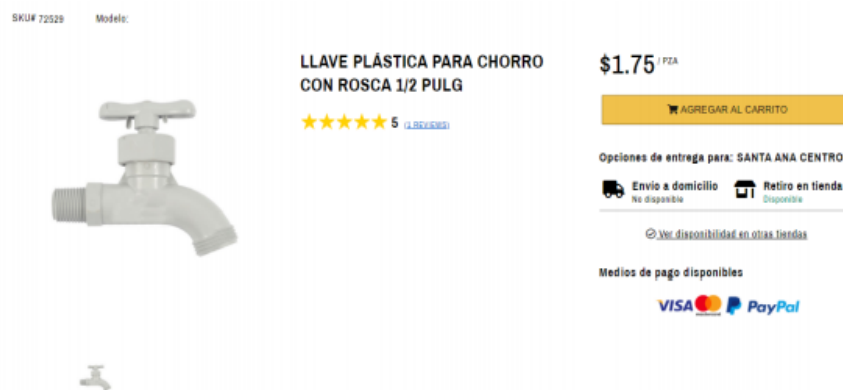 SKU# 72529 Modelo:
LLAVE PLÁSTICA PARA CHORRO
CON ROSCA 1/2 PULG
5 (1 REVIEWS)
$1.75 / PZA
AGREGAR AL CARRITO
Opciones de entrega para: SANTA ANA CENTRO
Envio a domicilio
No disponible
Retiro en tienda
Disponible
Ver disponibilidad en otras tiendas
Medios de pago disponibles
VISA PayPal